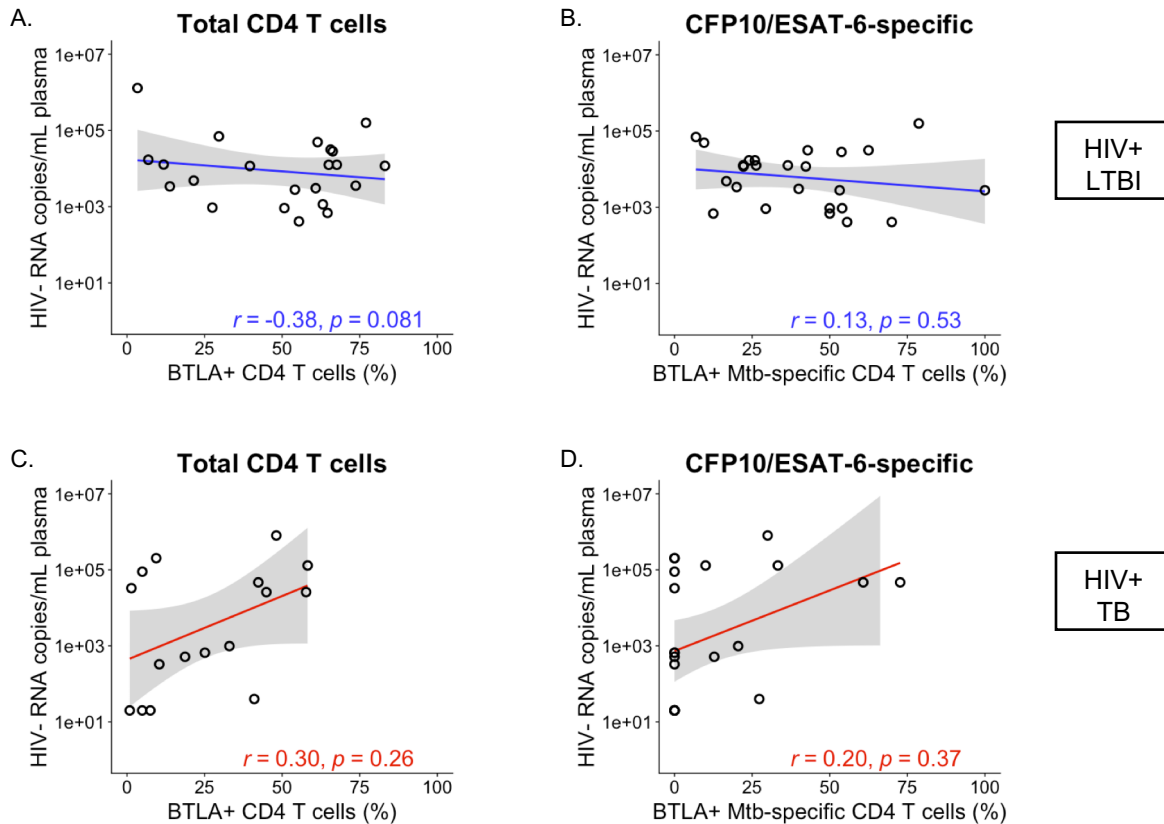 A.
Total CD4 T cells
HIV- RNA copies/mL plasma
1e+07
1e+05
1e+03
1e+01
r = -0.38, p = 0.081
0 25 50 75 100
BTLA+ CD4 T cells (%)
B.
CFP10/ESAT-6-specific
HIV- RNA copies/mL plasma
1e+07
1e+05
1e+03
1e+01
r = 0.13, p = 0.53
0 25 50 75 100
BTLA+ Mtb-specific CD4 T cells (%)
HIV+
LTBI
C.
Total CD4 T cells
HIV- RNA copies/mL plasma
1e+07
1e+05
1e+03
1e+01
r = 0.30, p = 0.26
0 25 50 75 100
BTLA+ CD4 T cells (%)
D.
CFP10/ESAT-6-specific
HIV- RNA copies/mL plasma
1e+07
1e+05
1e+03
1e+01
r = 0.20, p = 0.37
0 25 50 75 100
BTLA+ Mtb-specific CD4 T cells (%)
HIV+
TB